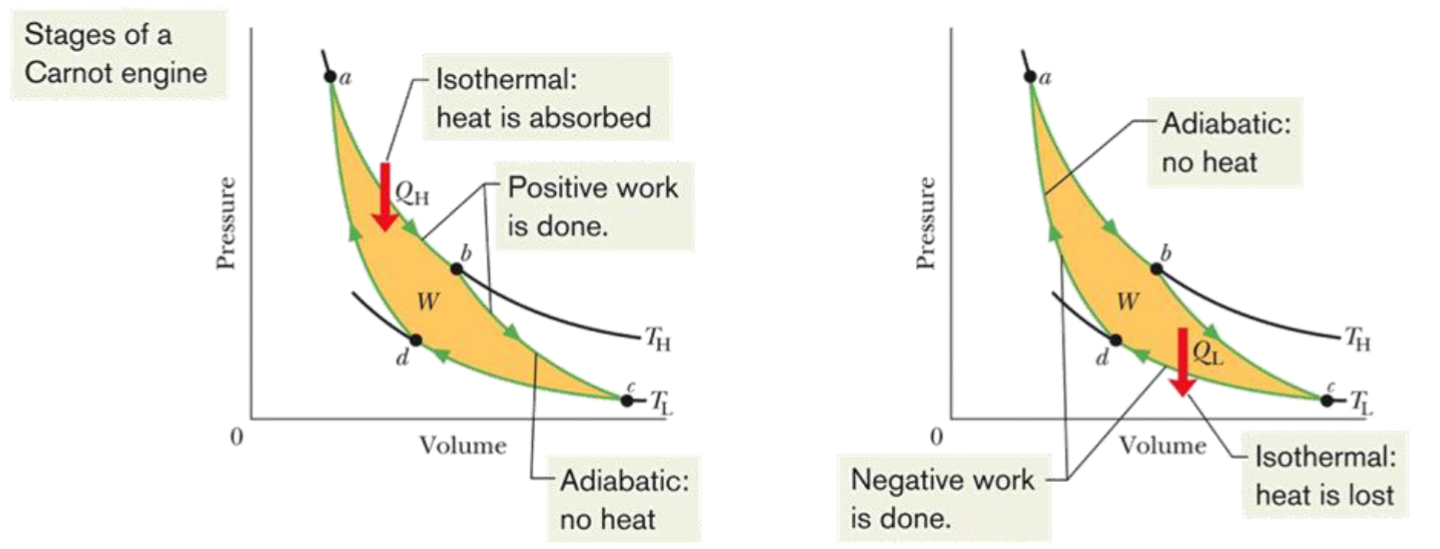 Stages of a
Carnot engine
a
Isothermal:
heat is absorbed
Q_H
Positive work
is done.
Pressure
b
W
d
T_H
c
T_L
0
Volume
Adiabatic:
no heat
a
Adiabatic:
no heat
Pressure
b
W
d
Q_L
T_H
c
T_L
0
Volume
Negative work
is done.
Isothermal:
heat is lost